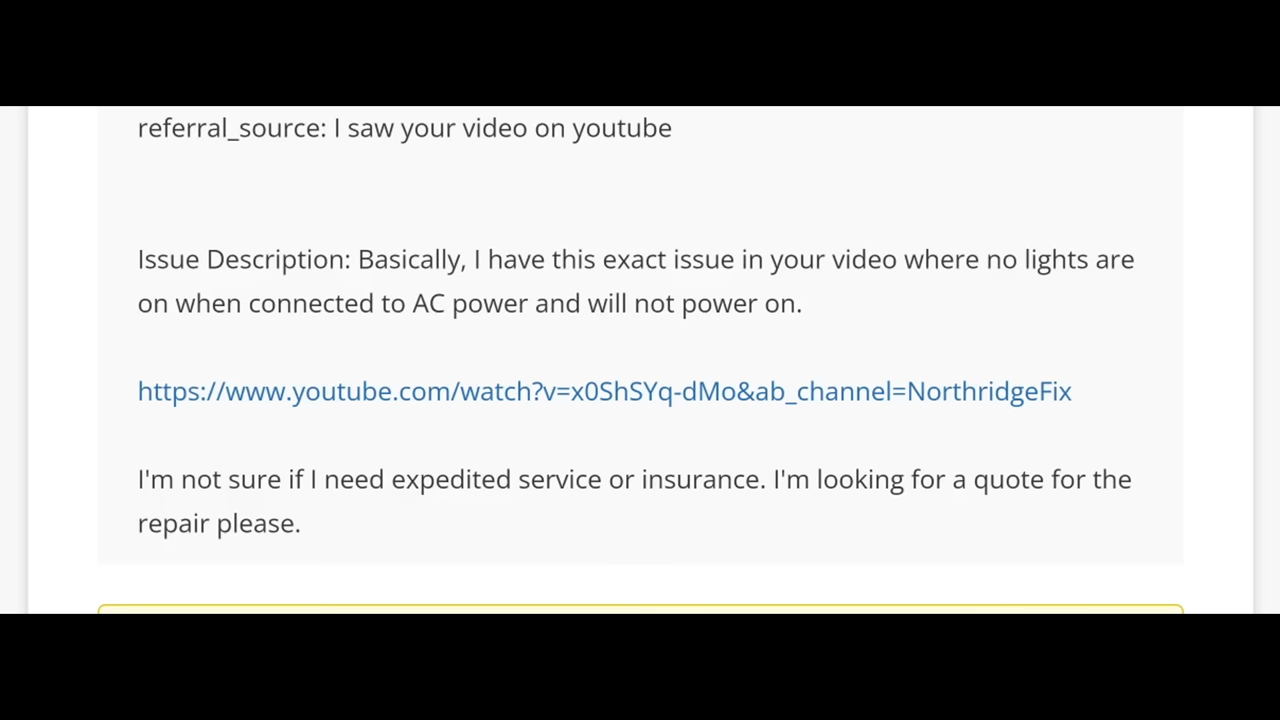 referral_source: I saw your video on youtube
Issue Description: Basically, I have this exact issue in your video where no lights are
on when connected to AC power and will not power on.
https://www.youtube.com/watch?v=x0ShSYq-dMo&ab_channel=NorthridgeFix
I'm not sure if I need expedited service or insurance. I'm looking for a quote for the
repair please.